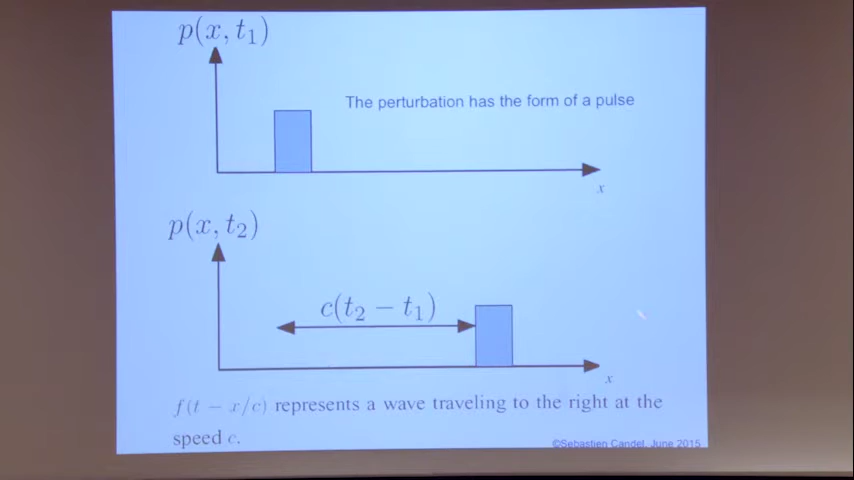 p(x, t₁)
The perturbation has the form of a pulse
x
p(x, t₂)
c(t₂ − t₁)
x
f(t − x/c) represents a wave traveling to the right at the
speed c.
©Sebastien Candel, June 2015